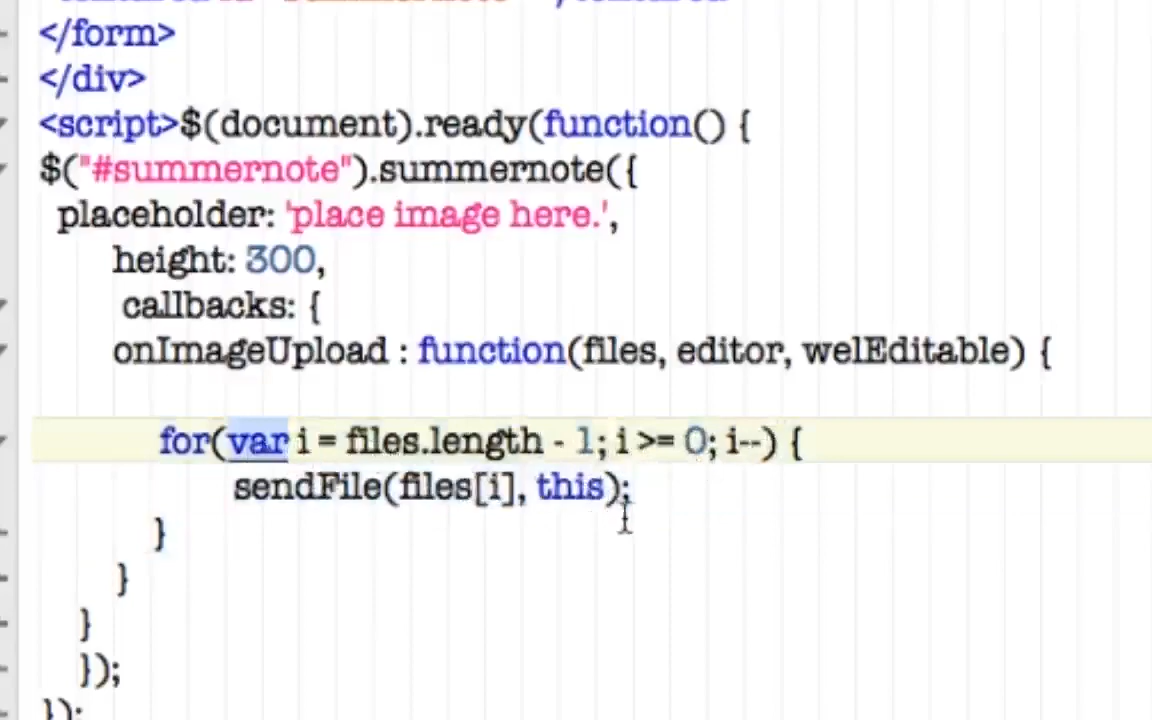 </form>
</div>
<script>$(document).ready(function() {
$("#summernote").summernote({
placeholder: 'place image here.',
height: 300,
callbacks: {
onImageUpload : function(files, editor, welEditable) {
for(var i = files.length - 1; i >= 0; i--) {
sendFile(files[i], this);
}
}
}
});
});